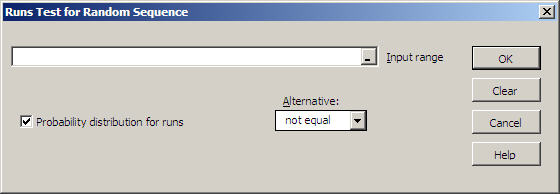 Runs Test for Random Sequence
Input range
OK
Clear
Alternative:
Probability distribution for runs
not equal
Cancel
Help